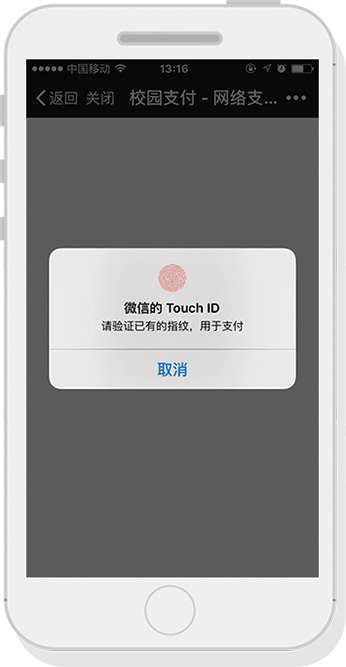 中国移动 13:16
返回 关闭 校园支付 - 网络支...
微信的 Touch ID
请验证已有的指纹，用于支付
取消